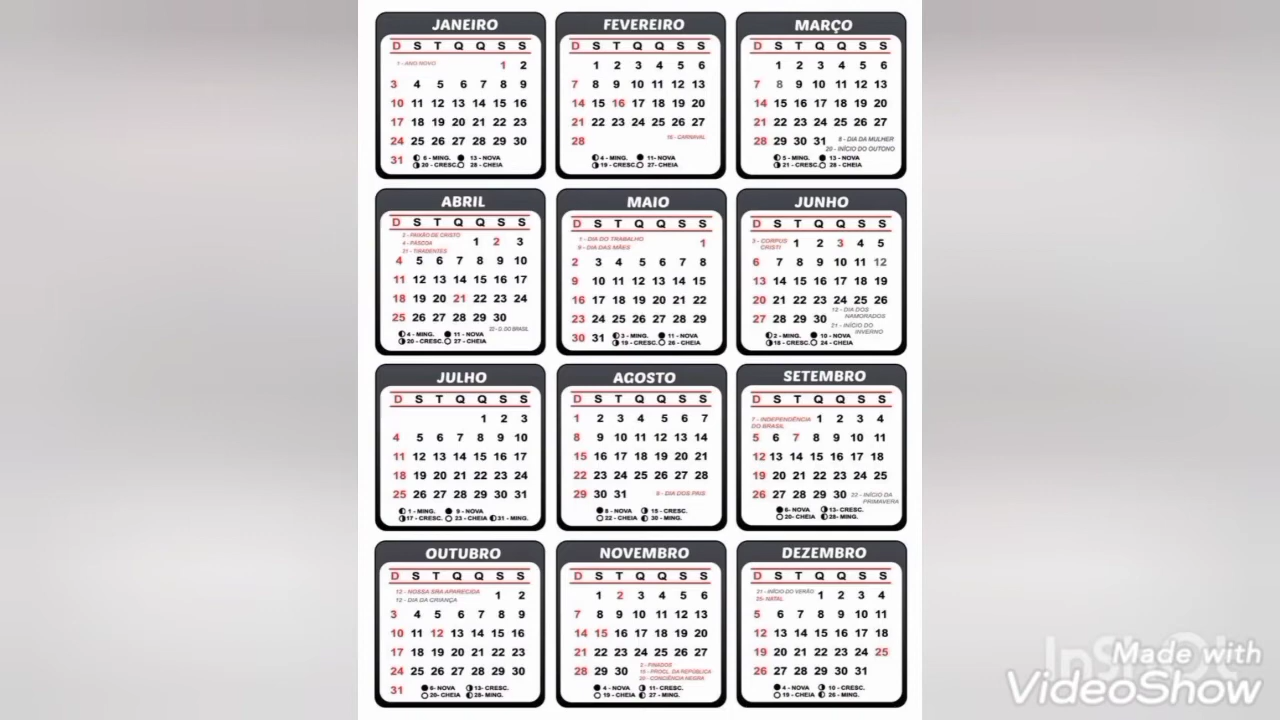 JANEIRO
D S T Q Q S S
1 - ANO NOVO 1 2
3 4 5 6 7 8 9
10 11 12 13 14 15 16
17 18 19 20 21 22 23
24 25 26 27 28 29 30
31 6 - MING. 13 - NOVA
20 - CRESC. 28 - CHEIA
FEVEREIRO
D S T Q Q S S
1 2 3 4 5 6
7 8 9 10 11 12 13
14 15 16 17 18 19 20
21 22 23 24 25 26 27
28 16 - CARNAVAL
4 - MING. 11- NOVA
19 - CRESC. 27- CHEIA
MARÇO
D S T Q Q S S
1 2 3 4 5 6
7 8 9 10 11 12 13
14 15 16 17 18 19 20
21 22 23 24 25 26 27
28 29 30 31 8 - DIA DA MULHER
20 - INÍCIO DO OUTONO
5 - MING. 13 - NOVA
21 - CRESC. 28 - CHEIA
ABRIL
D S T Q Q S S
2 - PAIXÃO DE CRISTO
4 - PÁSCOA 1 2 3
21 - TIRADENTES
4 5 6 7 8 9 10
11 12 13 14 15 16 17
18 19 20 21 22 23 24
25 26 27 28 29 30
22 - D. DO BRASIL
4 - MING. 11 - NOVA
20 - CRESC. 27 - CHEIA
MAIO
D S T Q Q S S
1 - DIA DO TRABALHO 1
9 - DIA DAS MÃES
2 3 4 5 6 7 8
9 10 11 12 13 14 15
16 17 18 19 20 21 22
23 24 25 26 27 28 29
30 31 3 - MING. 11 - NOVA
19 - CRESC. 26 - CHEIA
JUNHO
D S T Q Q S S
3 - CORPUS 1 2 3 4 5
CRISTI
6 7 8 9 10 11 12
13 14 15 16 17 18 19
20 21 22 23 24 25 26
27 28 29 30 12 - DIA DOS
NAMORADOS
21 - INÍCIO DO
INVERNO
2 - MING. 10 - NOVA
18 - CRESC. 24 - CHEIA
JULHO
D S T Q Q S S
1 2 3
4 5 6 7 8 9 10
11 12 13 14 15 16 17
18 19 20 21 22 23 24
25 26 27 28 29 30 31
1 - MING. 9 - NOVA
17 - CRESC. 23 - CHEIA 31 - MING.
AGOSTO
D S T Q Q S S
1 2 3 4 5 6 7
8 9 10 11 12 13 14
15 16 17 18 19 20 21
22 23 24 25 26 27 28
29 30 31 8 - DIA DOS PAIS
8 - NOVA 15 - CRESC.
22 - CHEIA 30 - MING.
SETEMBRO
D S T Q Q S S
7 - INDEPENDÊNCIA 1 2 3 4
DO BRASIL
5 6 7 8 9 10 11
12 13 14 15 16 17 18
19 20 21 22 23 24 25
26 27 28 29 30 22 - INÍCIO DA
PRIMAVERA
6- NOVA 13- CRESC.
20- CHEIA 28- MING.
OUTUBRO
D S T Q Q S S
12 - NOSSA SRA APARECIDA 1 2
12 - DIA DA CRIANÇA
3 4 5 6 7 8 9
10 11 12 13 14 15 16
17 18 19 20 21 22 23
24 25 26 27 28 29 30
31 6- NOVA 13- CRESC.
20- CHEIA 28- MING.
NOVEMBRO
D S T Q Q S S
1 2 3 4 5 6
7 8 9 10 11 12 13
14 15 16 17 18 19 20
21 22 23 24 25 26 27
28 29 30 2 - FINADOS
15 - PROCL. DA REPÚBLICA
20 - CONCIÊNCIA NEGRA
4 - NOVA 11 - CRESC.
19 - CHEIA 27 - MING.
DEZEMBRO
D S T Q Q S S
21 - INÍCIO DO VERÃO 1 2 3 4
25- NATAL
5 6 7 8 9 10 11
12 13 14 15 16 17 18
19 20 21 22 23 24 25
26 27 28 29 30 31
4 - NOVA 10 - CRESC.
19 - CHEIA 26 - MING.
Made with
VideoShow